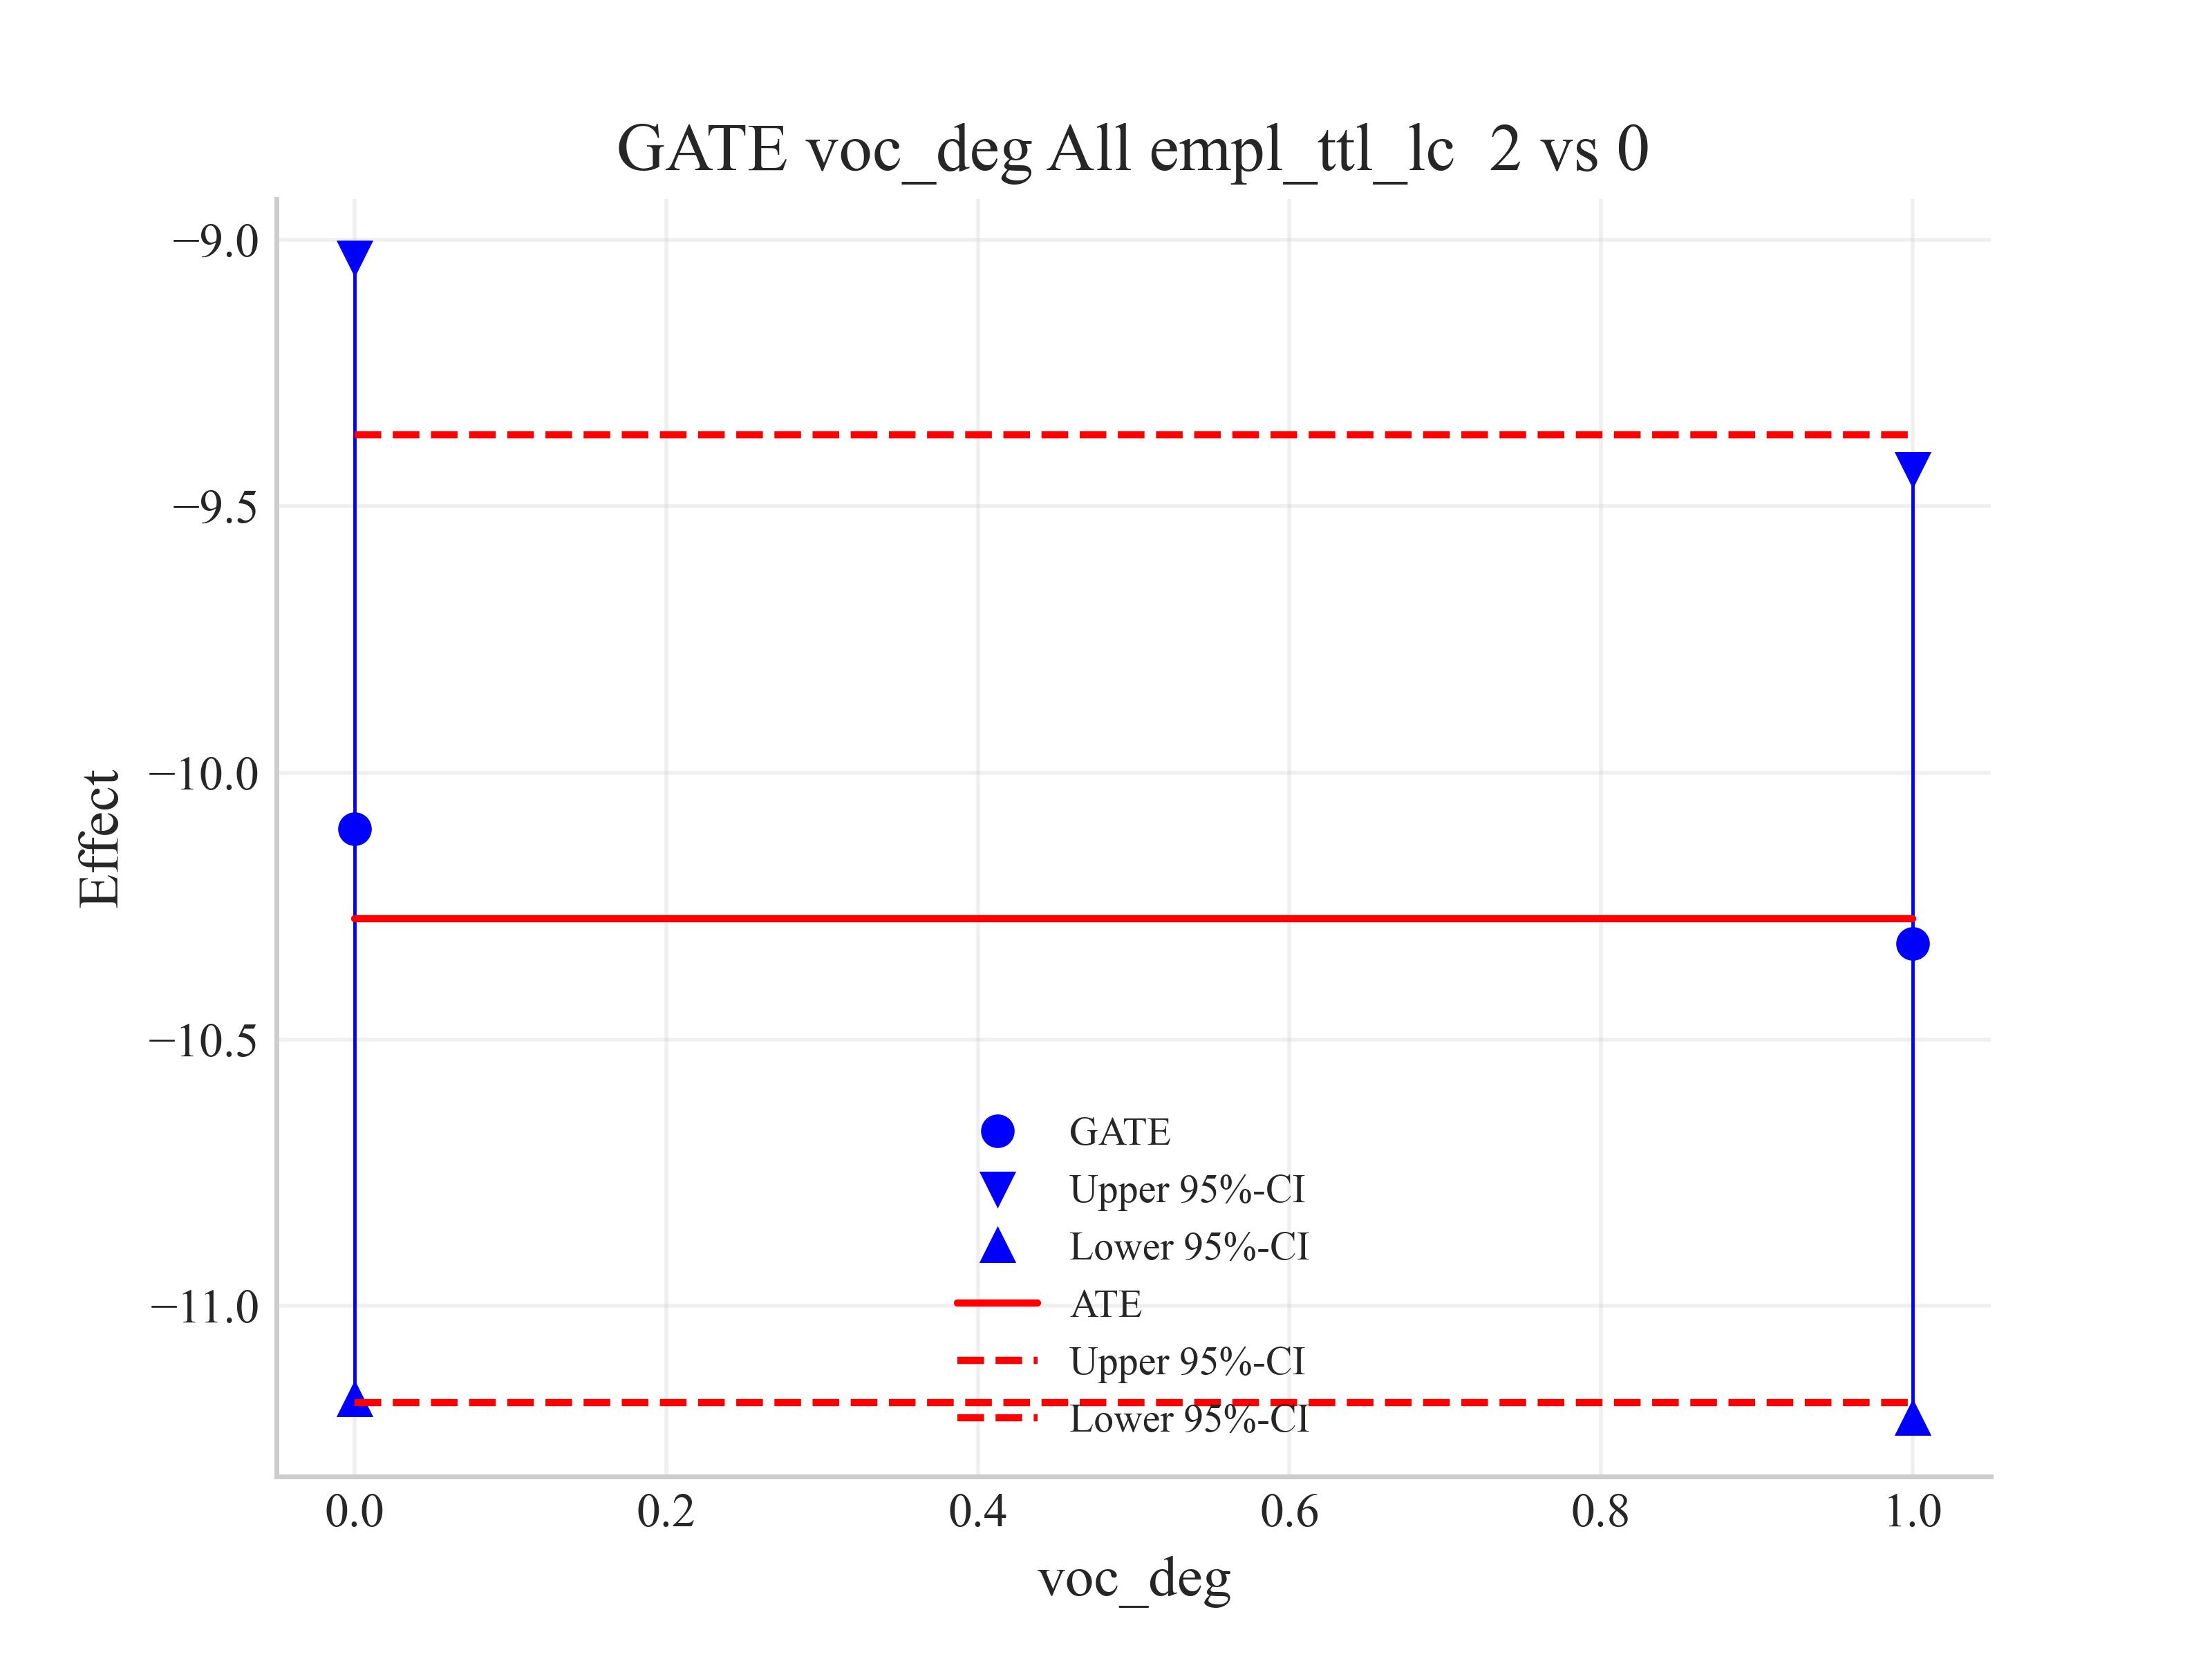 GATE voc_deg All empl_ttl_lc 2 vs 0
−9.0
−9.5
−10.0
−10.5
−11.0
Effect
GATE
Upper 95%-CI
Lower 95%-CI
ATE
Upper 95%-CI
Lower 95%-CI
0.0 0.2 0.4 0.6 0.8 1.0
voc_deg